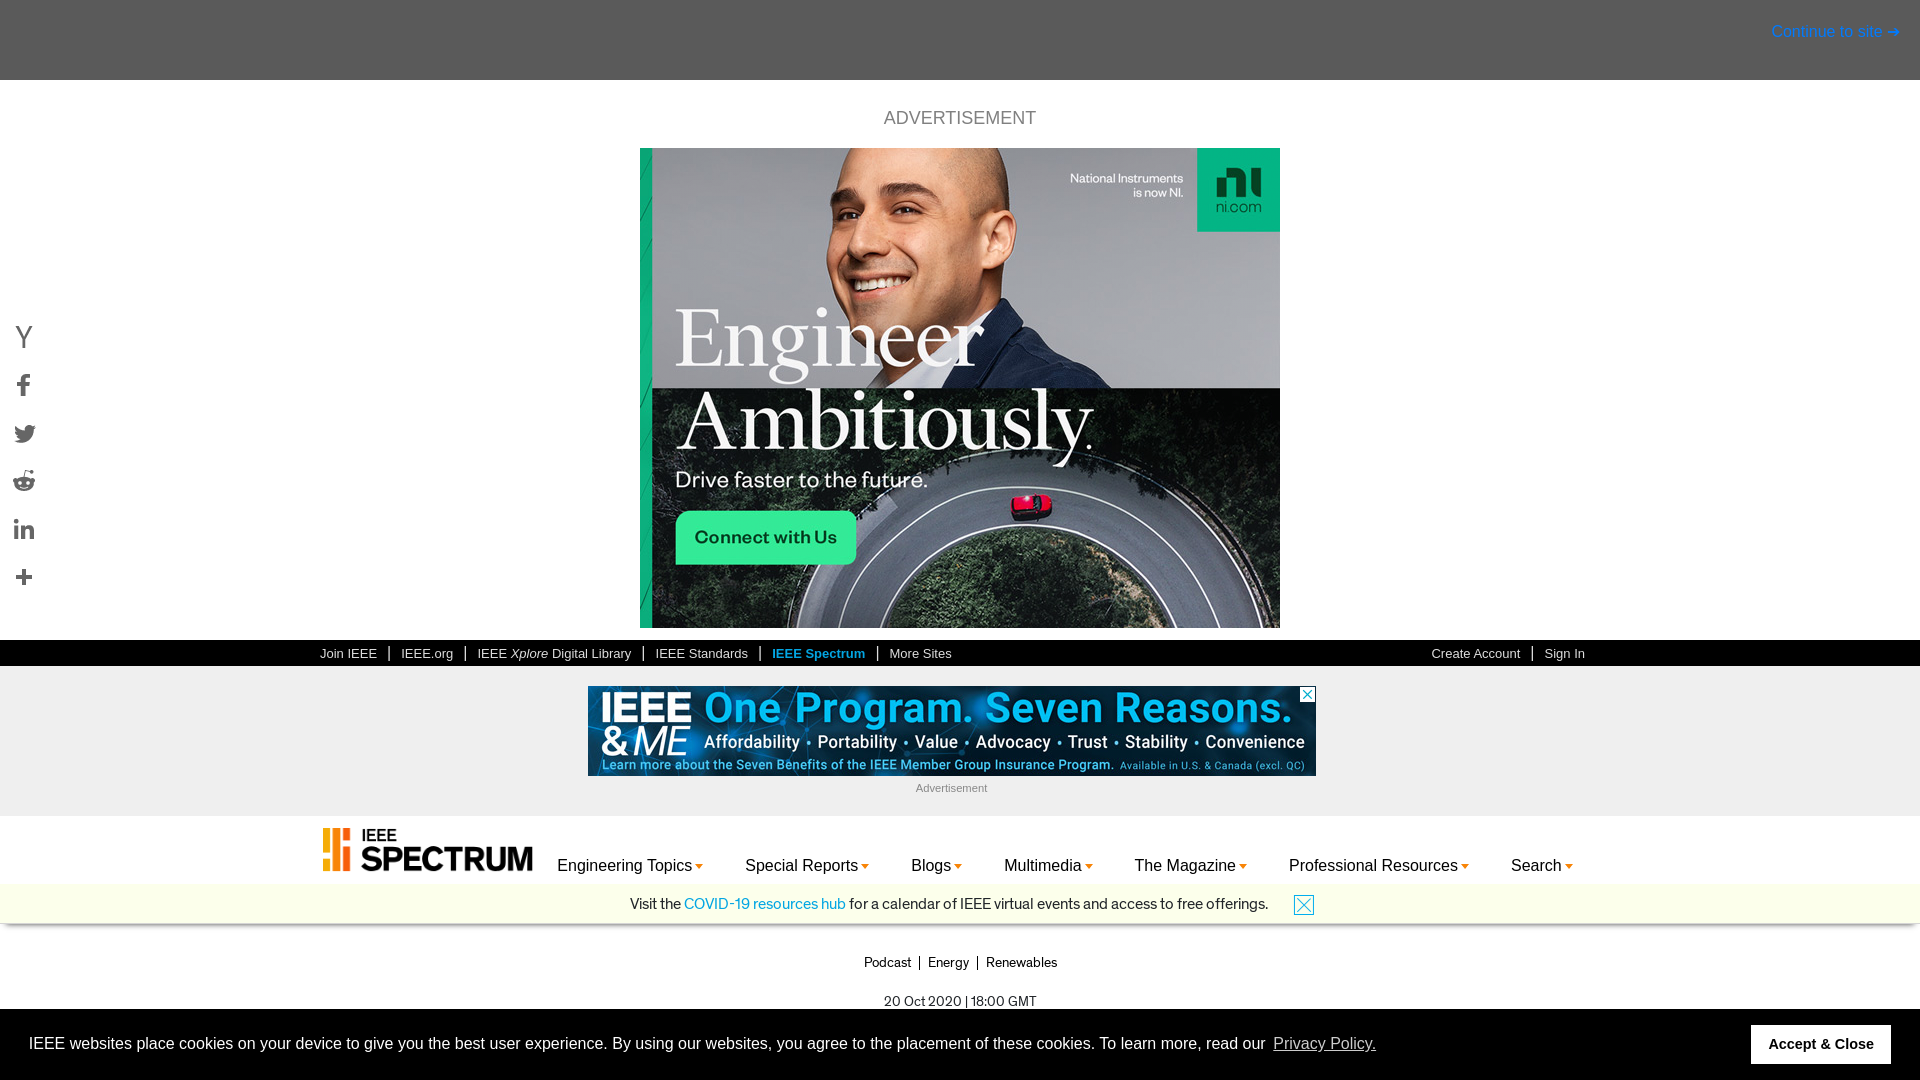 Continue to site ➔
ADVERTISEMENT
National Instruments
is now NI.
ni
ni.com
Engineer
Ambitiously.
Drive faster to the future.
Connect with Us
Join IEEE | IEEE.org | IEEE Xplore Digital Library | IEEE Standards | IEEE Spectrum | More Sites
Create Account | Sign In
IEEE & ME
One Program. Seven Reasons.
Affordability • Portability • Value • Advocacy • Trust • Stability • Convenience
Learn more about the Seven Benefits of the IEEE Member Group Insurance Program. Available in U.S. & Canada (excl. QC)
Advertisement
IEEE
SPECTRUM
Engineering Topics Special Reports Blogs Multimedia The Magazine Professional Resources Search
Visit the COVID-19 resources hub for a calendar of IEEE virtual events and access to free offerings.
Podcast | Energy | Renewables
20 Oct 2020 | 18:00 GMT
IEEE websites place cookies on your device to give you the best user experience. By using our websites, you agree to the placement of these cookies. To learn more, read our Privacy Policy.
Accept & Close